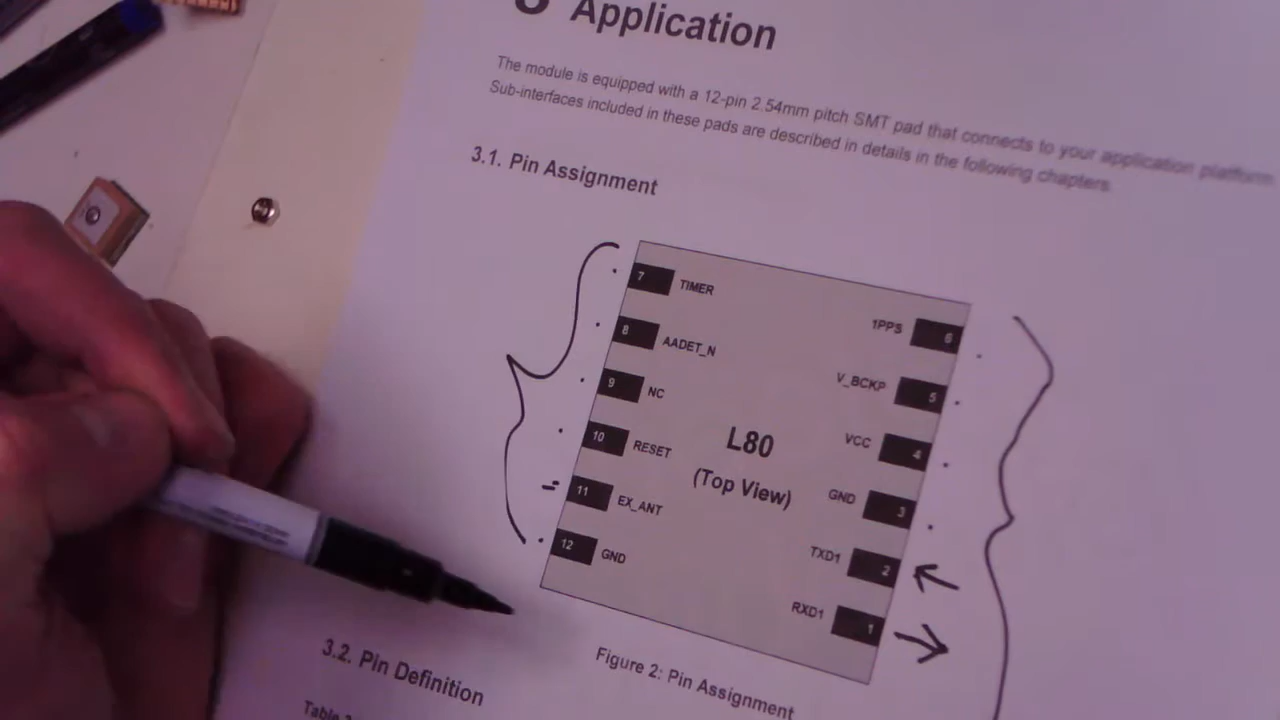 Application
The module is equipped with a 12-pin 2.54mm pitch SMT pad that connects to your application platform.
Sub-interfaces included in these pads are described in details in the following chapters.
3.1. Pin Assignment
7 TIMER
1PPS 6
8 AADET_N
V_BCKP 5
9 NC
VCC 4
10 RESET
L80
(Top View)
GND 3
11 EX_ANT
TXD1 2
12 GND
RXD1 1
Figure 2: Pin Assignment
3.2. Pin Definition
Table